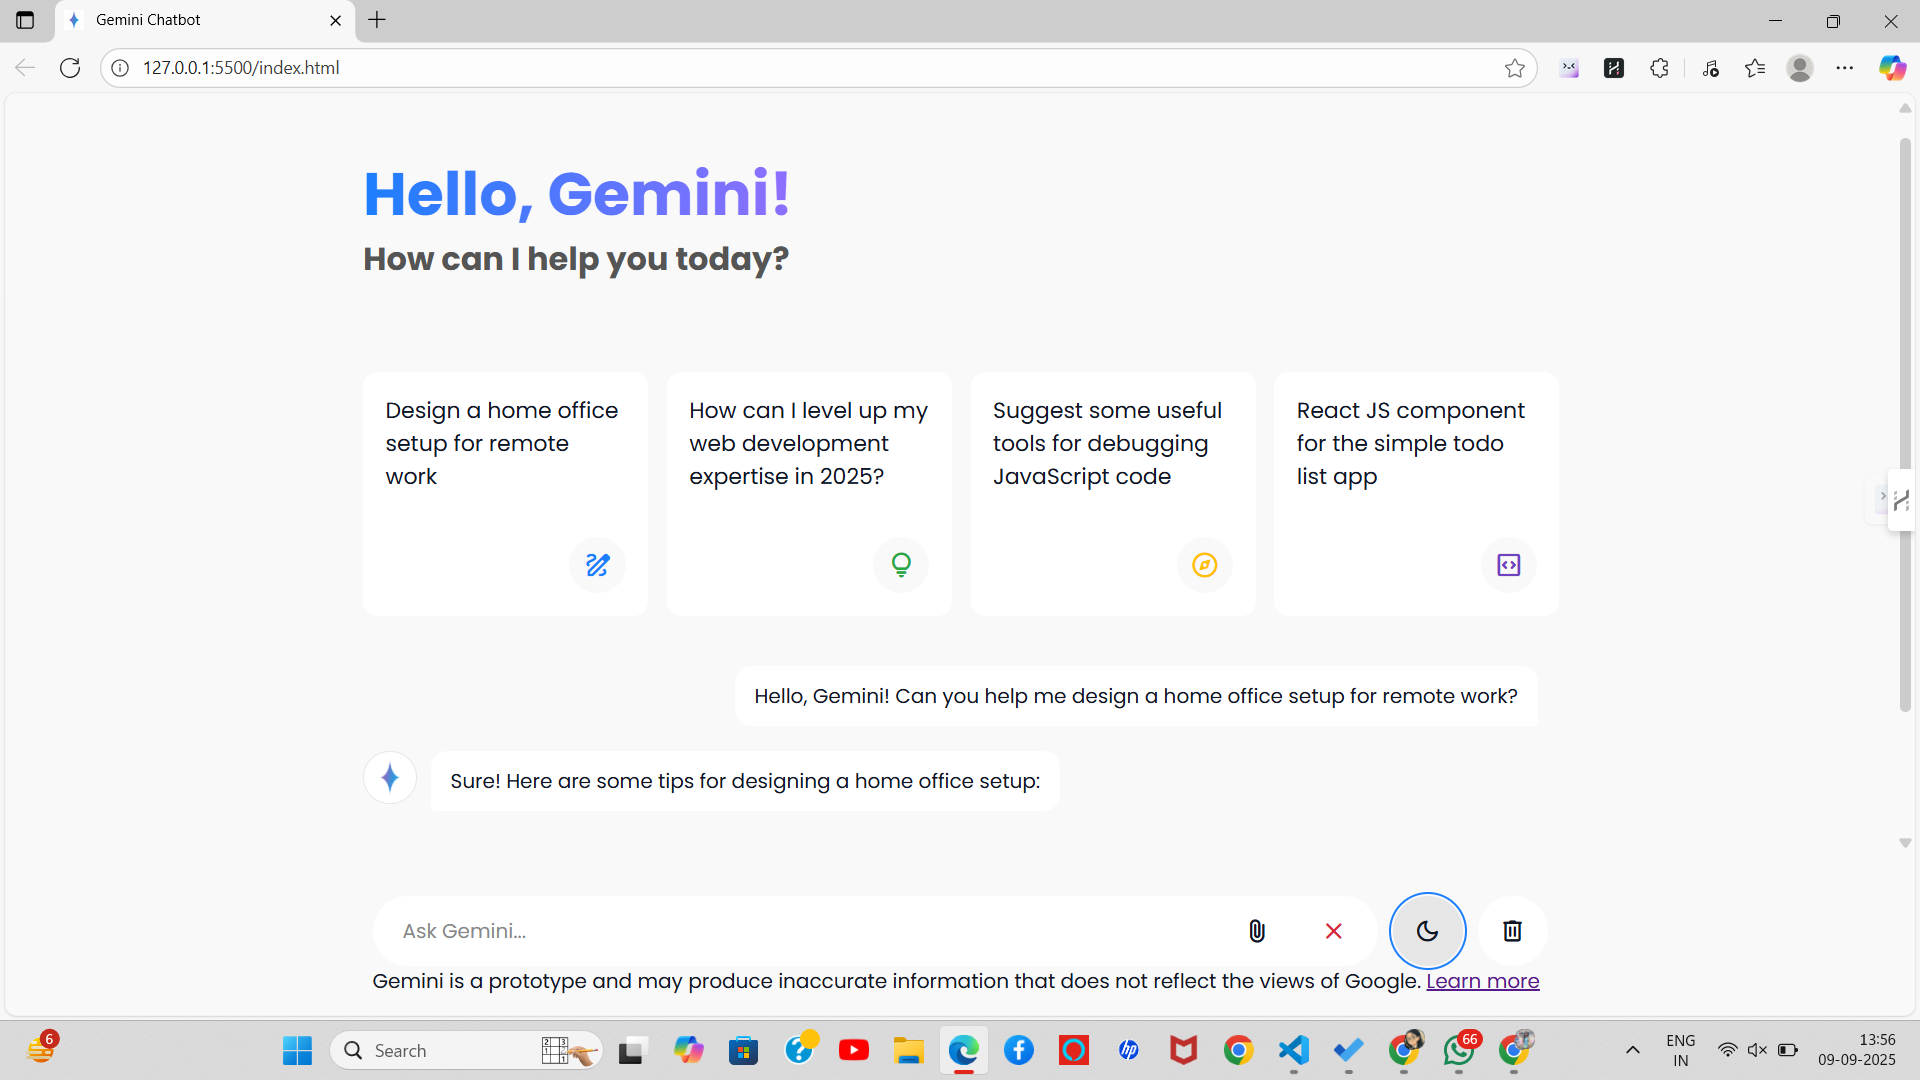 Gemini Chatbot
127.0.0.1:5500/index.html
Hello, Gemini!
How can I help you today?
Design a home office
setup for remote
work
How can I level up my
web development
expertise in 2025?
Suggest some useful
tools for debugging
JavaScript code
React JS component
for the simple todo
list app
Hello, Gemini! Can you help me design a home office setup for remote work?
Sure! Here are some tips for designing a home office setup:
Ask Gemini...
Gemini is a prototype and may produce inaccurate information that does not reflect the views of Google. Learn more
6
Search
hp
66
ENG
IN
13:56
09-09-2025